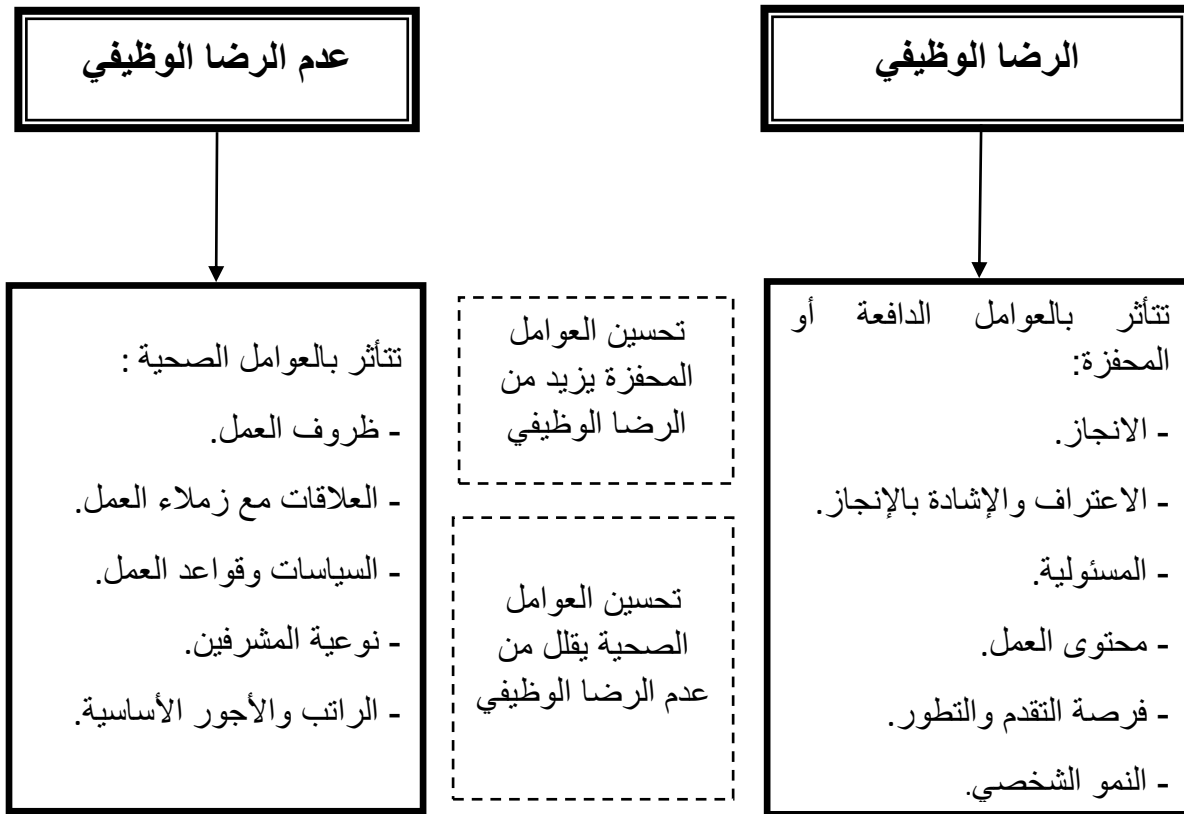 الرضا الوظيفي
عدم الرضا الوظيفي
تتأثر بالعوامل الدافعة أو
المحفزة:
- الانجاز.
- الاعتراف والإشادة بالإنجاز.
- المسئولية.
- محتوى العمل.
- فرصة التقدم والتطور.
- النمو الشخصي.
تحسين العوامل
المحفزة يزيد من
الرضا الوظيفي
تحسين العوامل
الصحية يقلل من
عدم الرضا الوظيفي
تتأثر بالعوامل الصحية :
- ظروف العمل.
- العلاقات مع زملاء العمل.
- السياسات وقواعد العمل.
- نوعية المشرفين.
- الراتب والأجور الأساسية.